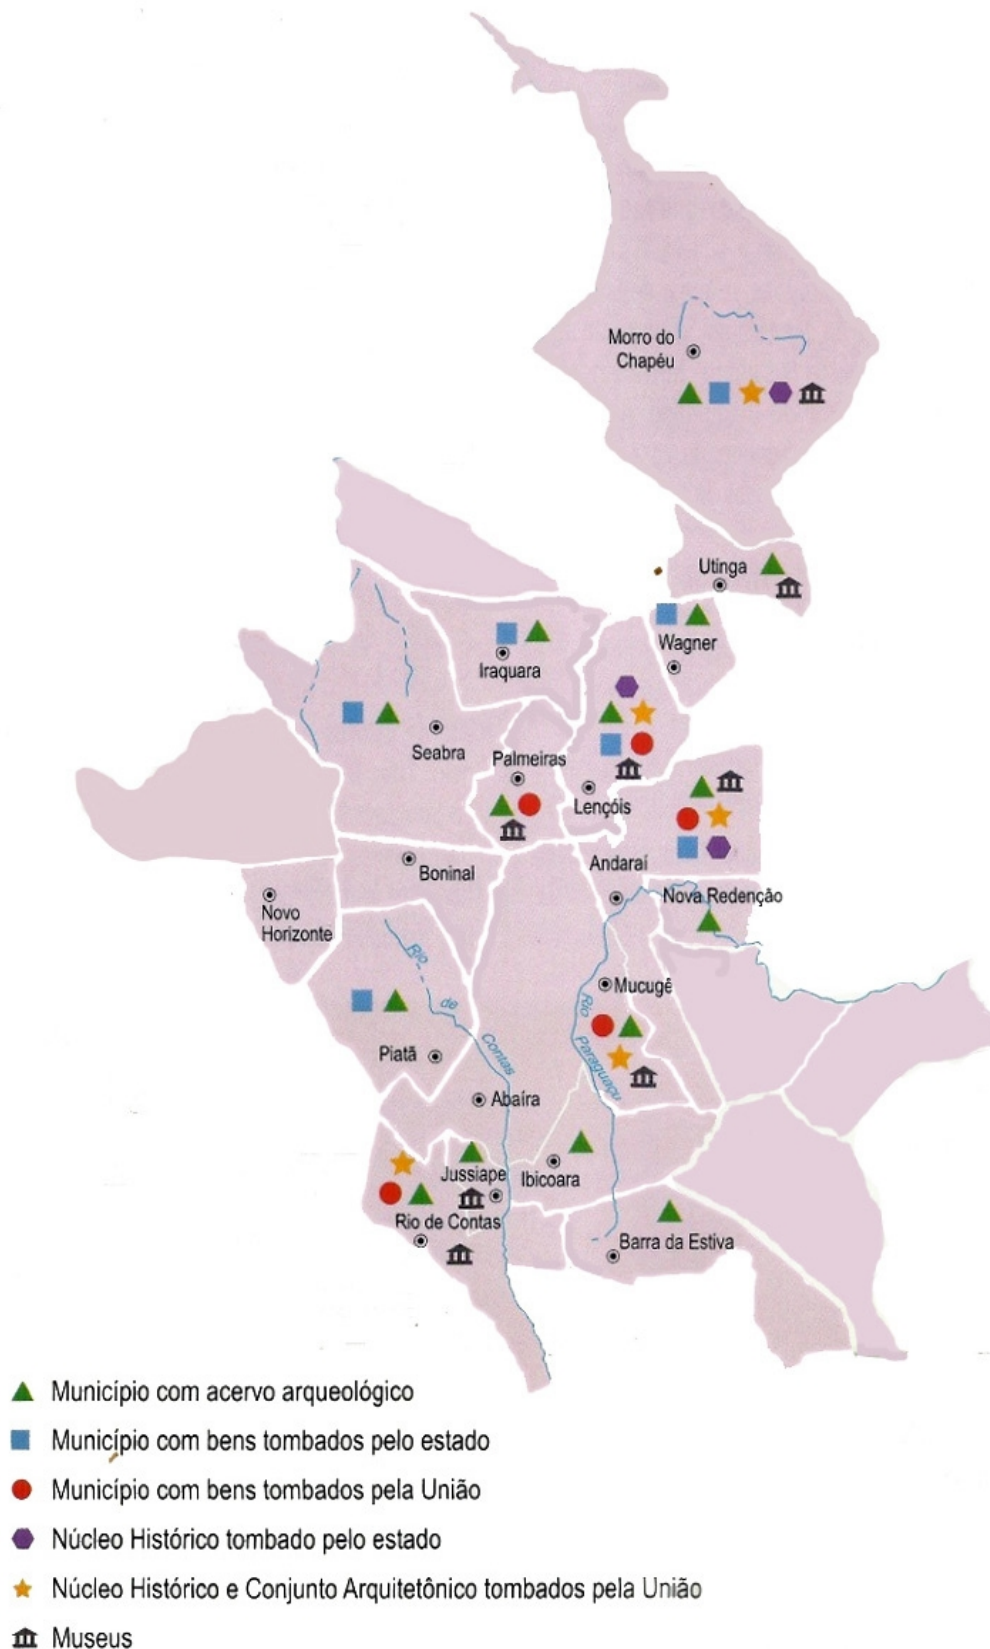 Morro do
Chapéu
Utinga
Wagner
Iraquara
Seabra
Palmeiras
Lençóis
Andaraí
Boninal
Nova Redenção
Novo
Horizonte
Mucugê
Rio
de
Contas
Rio
Paraguaçu
Piatã
Abaíra
Jussiape
Ibicoara
Rio de Contas
Barra da Estiva
Município com acervo arqueológico
Município com bens tombados pelo estado
Município com bens tombados pela União
Núcleo Histórico tombado pelo estado
Núcleo Histórico e Conjunto Arquitetônico tombados pela União
Museus